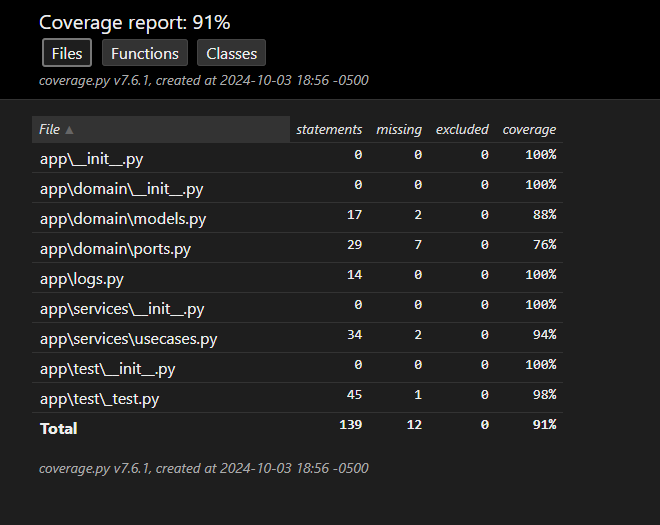 Coverage report: 91%
Files Functions Classes
coverage.py v7.6.1, created at 2024-10-03 18:56 -0500
File ▲ statements missing excluded coverage
app\__init__.py 0 0 0 100%
app\domain\__init__.py 0 0 0 100%
app\domain\models.py 17 2 0 88%
app\domain\ports.py 29 7 0 76%
app\logs.py 14 0 0 100%
app\services\__init__.py 0 0 0 100%
app\services\usecases.py 34 2 0 94%
app\test\__init__.py 0 0 0 100%
app\test\_test.py 45 1 0 98%
Total 139 12 0 91%
coverage.py v7.6.1, created at 2024-10-03 18:56 -0500